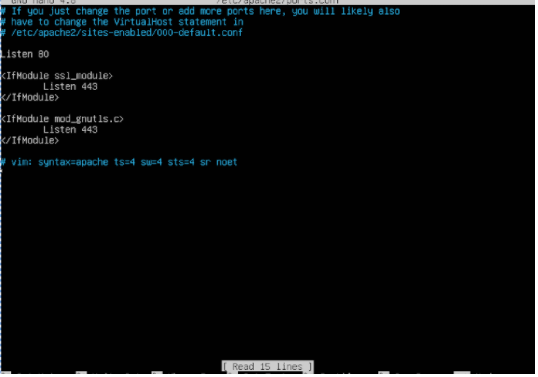 GNU nano 4.8 /etc/apache2/ports.conf
# If you just change the port or add more ports here, you will likely also
# have to change the VirtualHost statement in
# /etc/apache2/sites-enabled/000-default.conf
Listen 80
<IfModule ssl_module>
Listen 443
</IfModule>
<IfModule mod_gnutls.c>
Listen 443
</IfModule>
# vim: syntax=apache ts=4 sw=4 sts=4 sr noet
[ Read 15 lines ]